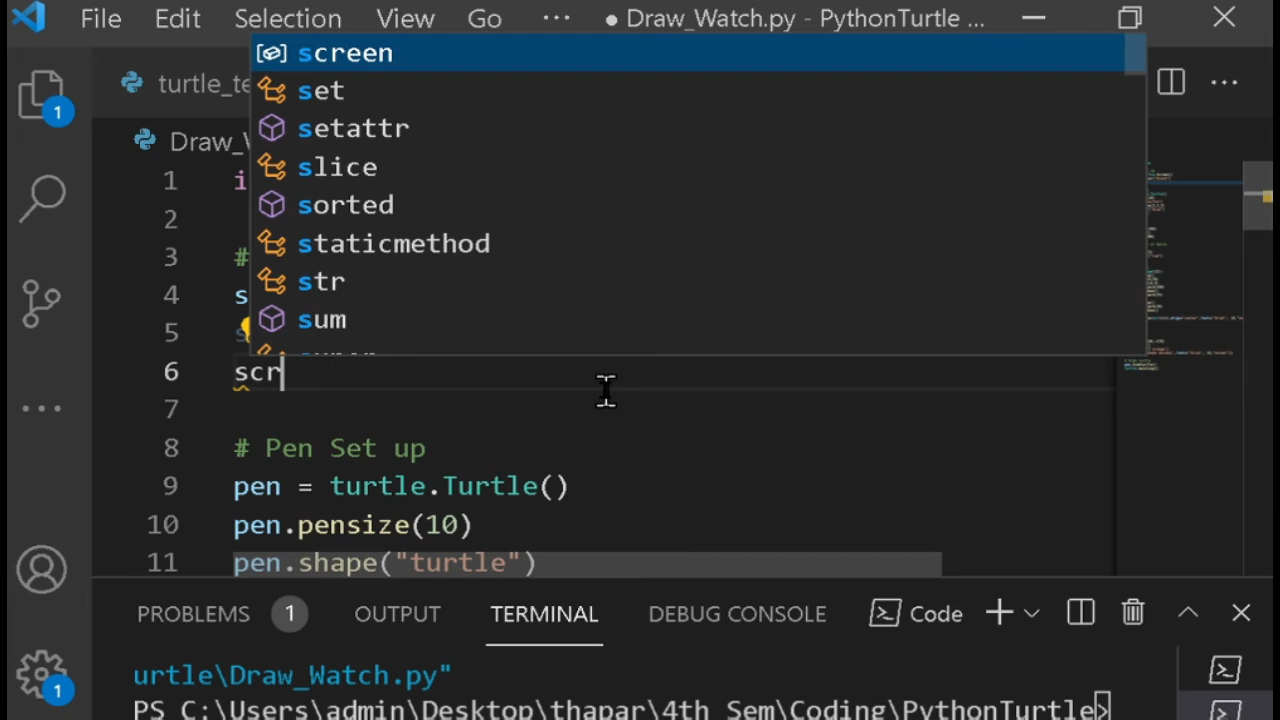 File Edit Selection View Go ··· ● Draw_Watch.py - PythonTurtle ...
turtle_te
Draw_
screen
set
setattr
slice
sorted
staticmethod
str
sum
1 i
2
3 #
4 s
5 s
6 scr
7
8 # Pen Set up
9 pen = turtle.Turtle()
10 pen.pensize(10)
11 pen.shape("turtle")
PROBLEMS 1 OUTPUT TERMINAL DEBUG CONSOLE Code
urtle\Draw_Watch.py"
PS C:\Users\admin\Desktop\thapar\4th Sem\Coding\PythonTurtle>
1
1